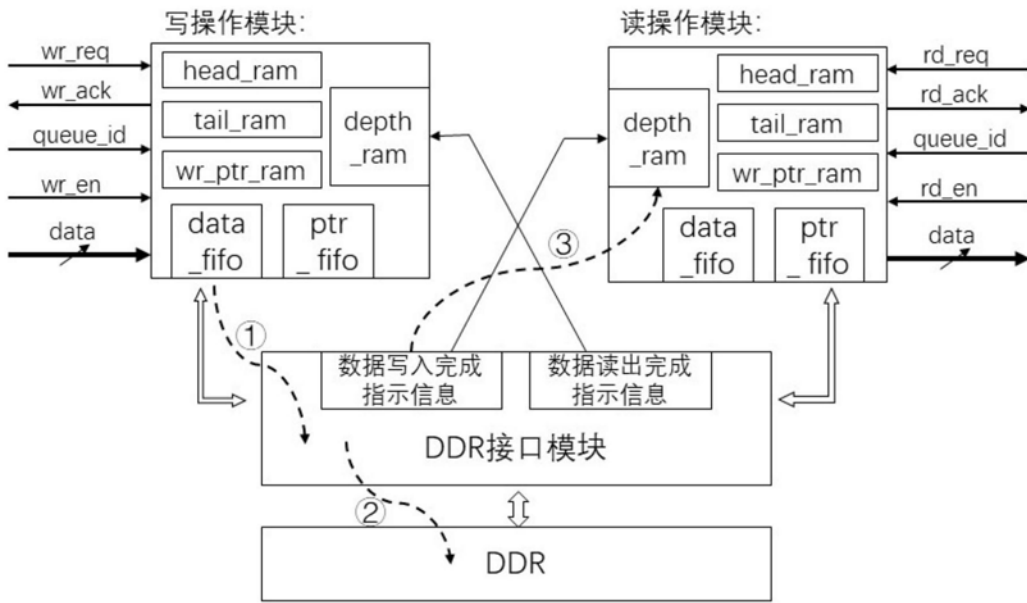 写操作模块:
wr_req
wr_ack
queue_id
wr_en
data
head_ram
tail_ram
wr_ptr_ram
depth
_ram
data
_fifo
ptr
_fifo
读操作模块:
depth
_ram
head_ram
tail_ram
wr_ptr_ram
data
_fifo
ptr
_fifo
rd_req
rd_ack
queue_id
rd_en
data
①
②
③
数据写入完成
指示信息
数据读出完成
指示信息
DDR接口模块
DDR